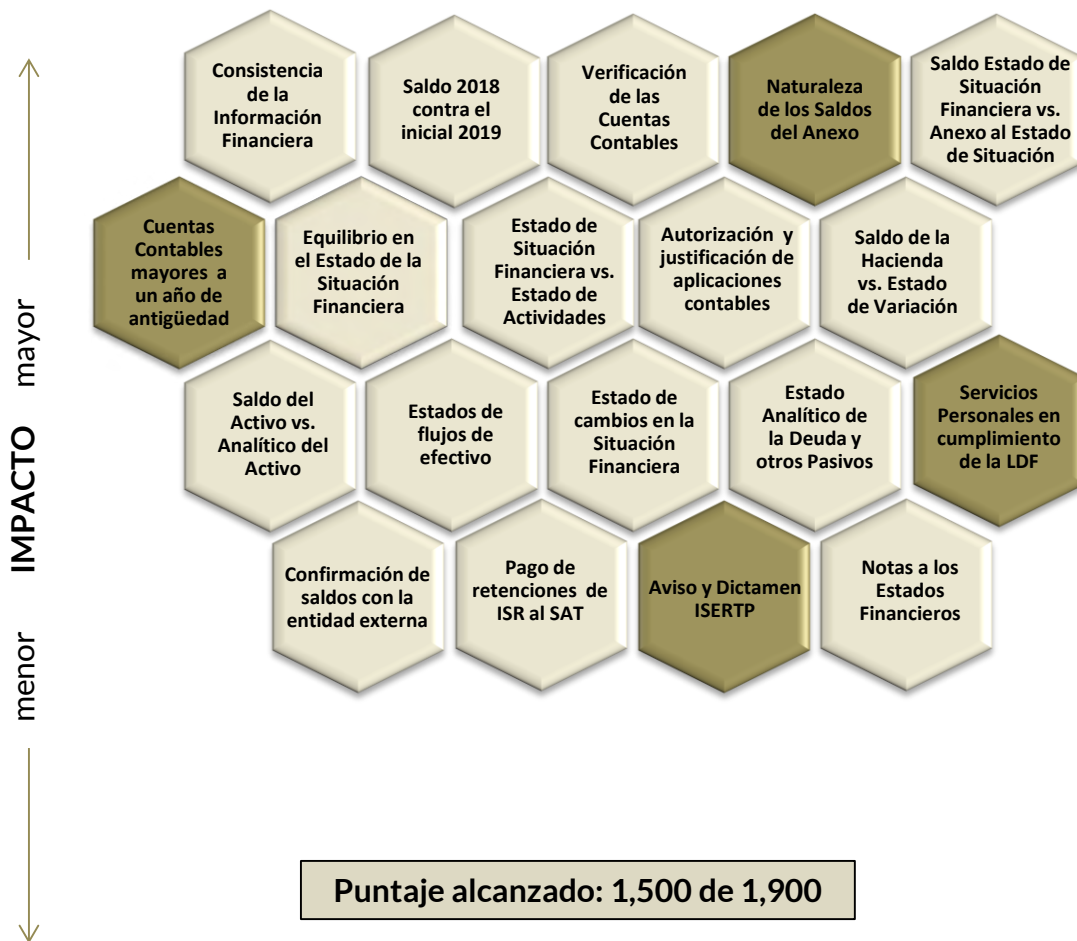 Consistencia
de la
Información
Financiera
Saldo 2018
contra el
inicial 2019
Verificación
de las
Cuentas
Contables
Naturaleza
de los Saldos
del Anexo
Saldo Estado de
Situación
Financiera vs.
Anexo al Estado
de Situación
Cuentas
Contables
mayores a
un año de
antigüedad
Equilibrio en
el Estado de la
Situación
Financiera
Estado de
Situación
Financiera vs.
Estado de
Actividades
Autorización y
justificación de
aplicaciones
contables
Saldo de la
Hacienda
vs. Estado
de Variación
Saldo del
Activo vs.
Analítico del
Activo
Estados de
flujos de
efectivo
Estado de
cambios en la
Situación
Financiera
Estado
Analítico de
la Deuda y
otros Pasivos
Servicios
Personales en
cumplimiento
de la LDF
Confirmación de
saldos con la
entidad externa
Pago de
retenciones de
ISR al SAT
Aviso y Dictamen
ISERTP
Notas a los
Estados
Financieros
menor IMPACTO mayor
Puntaje alcanzado: 1,500 de 1,900